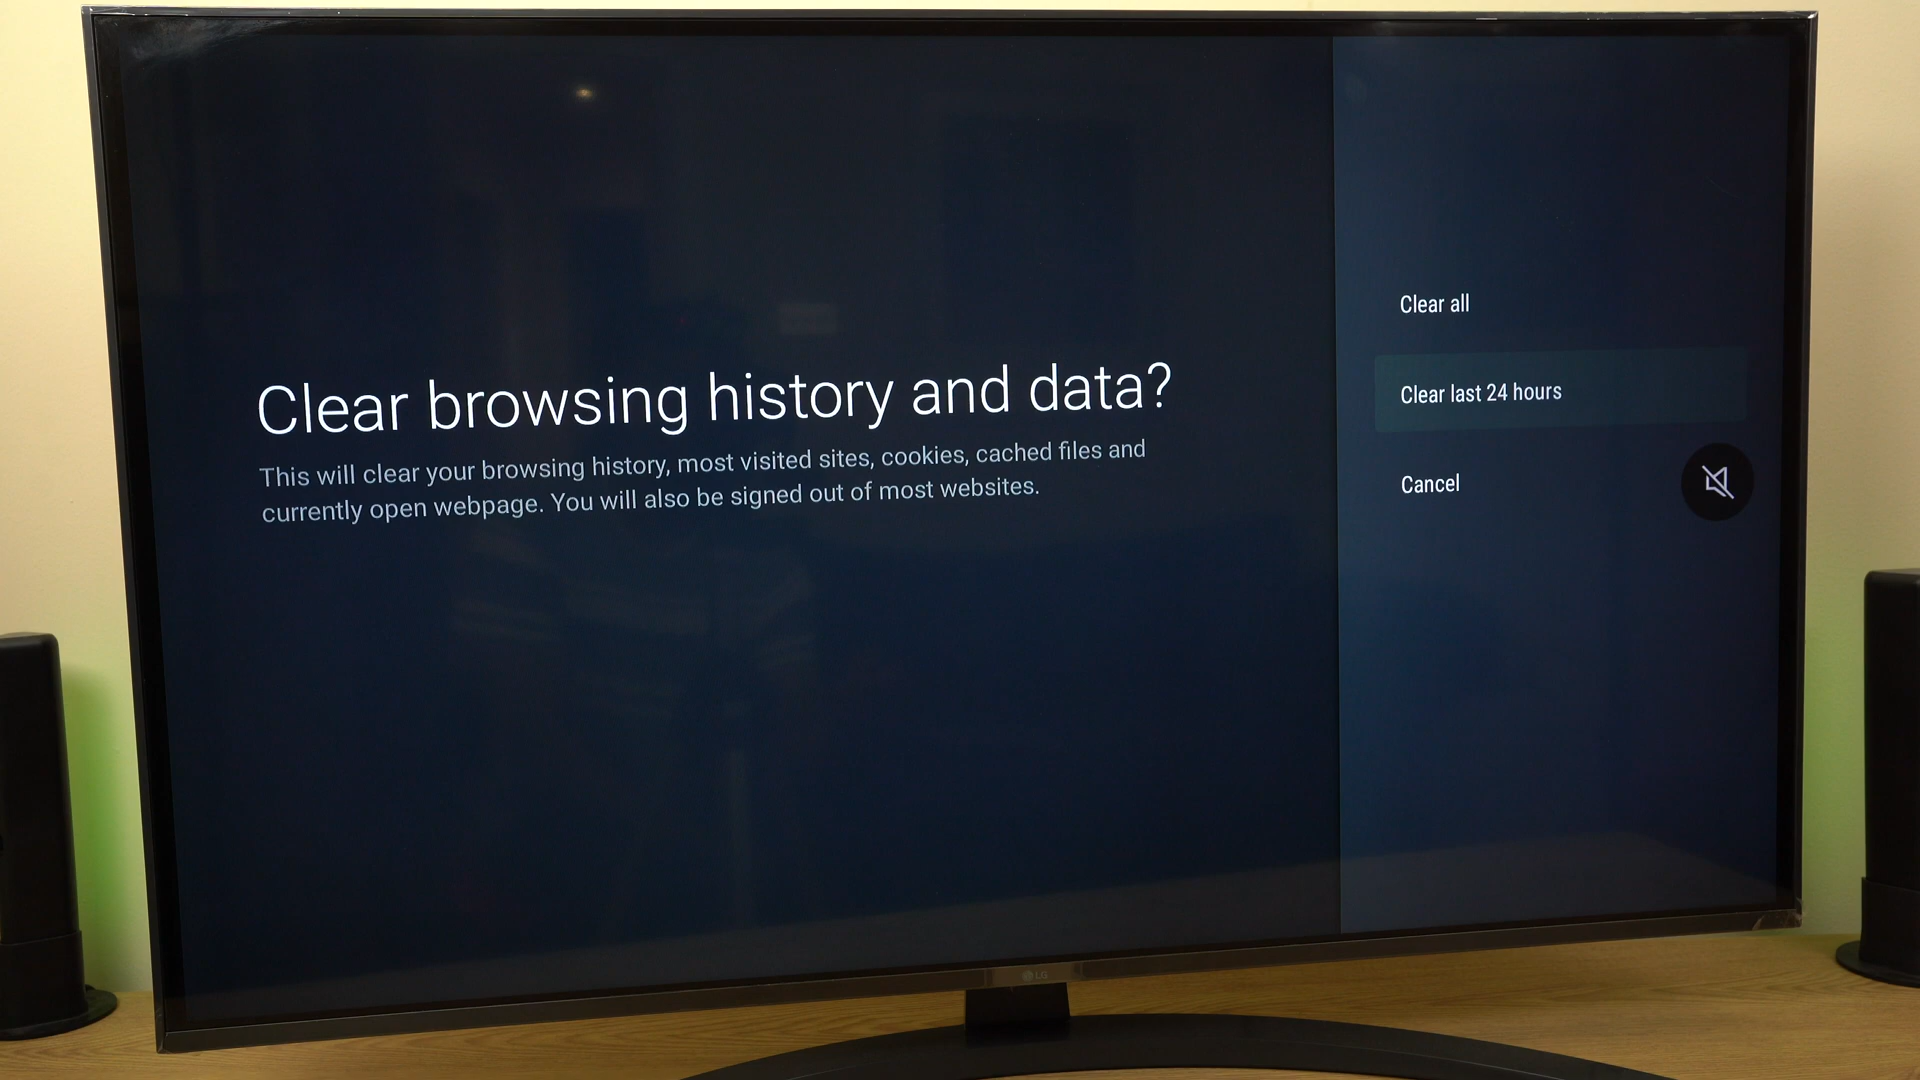 Clear browsing history and data?
This will clear your browsing history, most visited sites, cookies, cached files and
currently open webpage. You will also be signed out of most websites.
Clear all
Clear last 24 hours
Cancel
LG